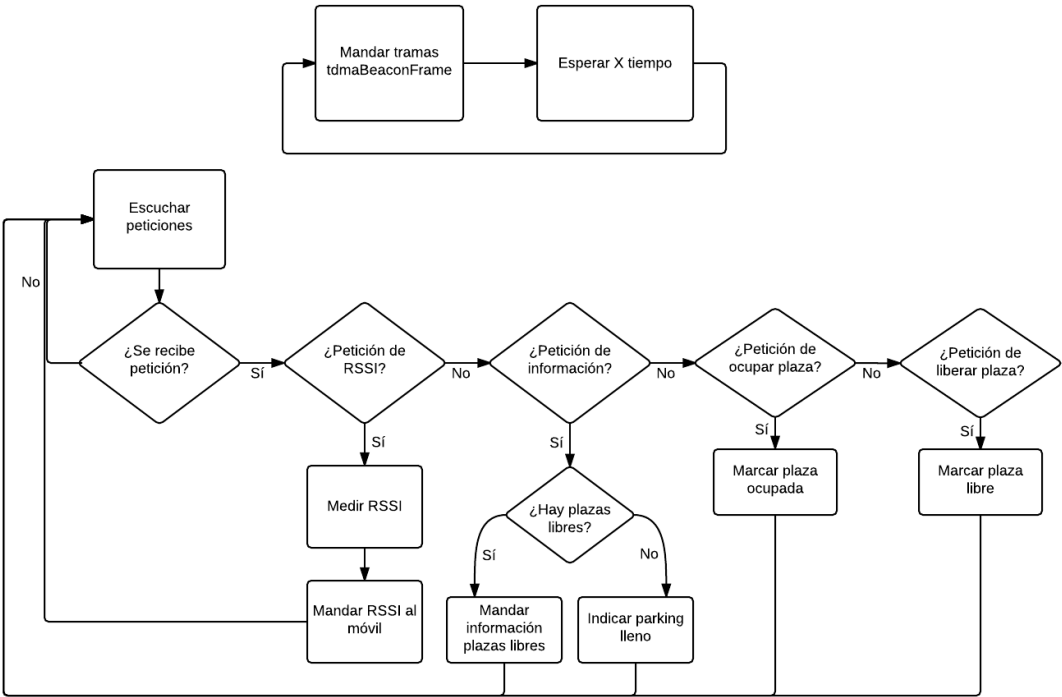 Mandar tramas
tdmaBeaconFrame
Esperar X tiempo
Escuchar
peticiones
No
¿Se recibe
petición?
Sí
¿Petición de
RSSI?
No
¿Petición de
información?
No
¿Petición de
ocupar plaza?
No
¿Petición de
liberar plaza?
Sí
Sí
Sí
Sí
Medir RSSI
¿Hay plazas
libres?
Marcar plaza
ocupada
Marcar plaza
libre
Sí
No
Mandar RSSI al
móvil
Mandar
información
plazas libres
Indicar parking
lleno